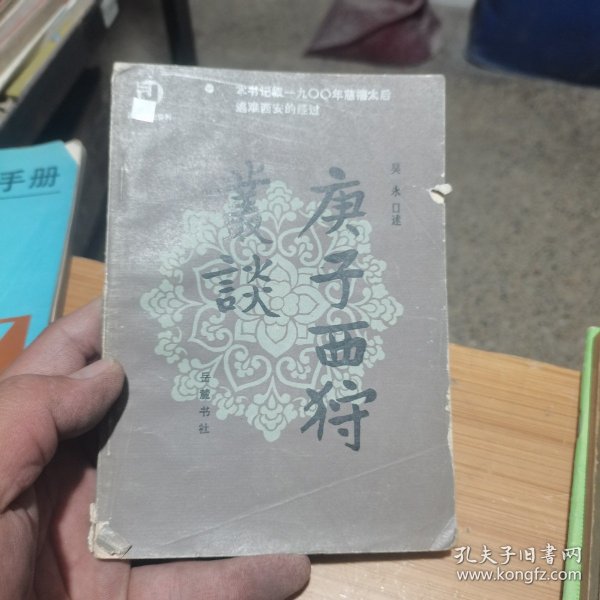 本书记载一九〇〇年慈禧太后
逃难西安的经过
吴永口述
庚子西狩
叢談
岳麓书社
手册
孔夫子旧书网
www.kongfz.com